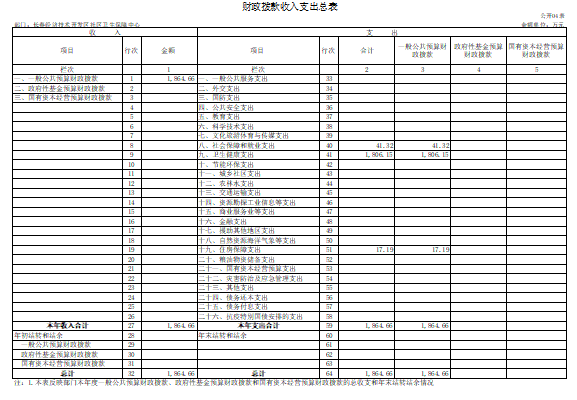 财政拨款收入支出总表
公开04表
部门：长春经济技术开发区社区卫生保障中心 金额单位：万元
收 入 支 出
项目 行次 金额 项目 行次 合计 一般公共预算财政拨款 政府性基金预算财政拨款 国有资本经营预算财政拨款
栏次 1 栏次 2 3 4 5
一、一般公共预算财政拨款 1 1,864.66 一、一般公共服务支出 33
二、政府性基金预算财政拨款 2 二、外交支出 34
三、国有资本经营预算财政拨款 3 三、国防支出 35
4 四、公共安全支出 36
5 五、教育支出 37
6 六、科学技术支出 38
7 七、文化旅游体育与传媒支出 39
8 八、社会保障和就业支出 40 41.32 41.32
9 九、卫生健康支出 41 1,806.15 1,806.15
10 十、节能环保支出 42
11 十一、城乡社区支出 43
12 十二、农林水支出 44
13 十三、交通运输支出 45
14 十四、资源勘探工业信息等支出 46
15 十五、商业服务业等支出 47
16 十六、金融支出 48
17 十七、援助其他地区支出 49
18 十八、自然资源海洋气象等支出 50
19 十九、住房保障支出 51 17.19 17.19
20 二十、粮油物资储备支出 52
21 二十一、国有资本经营预算支出 53
22 二十二、灾害防治及应急管理支出 54
23 二十三、其他支出 55
24 二十四、债务还本支出 56
25 二十五、债务付息支出 57
26 二十六、抗疫特别国债安排的支出 58
本年收入合计 27 1,864.66 本年支出合计 59 1,864.66 1,864.66
年初结转和结余 28 年末结转和结余 60
一般公共预算财政拨款 29 61
政府性基金预算财政拨款 30 62
国有资本经营预算财政拨款 31 63
总计 32 1,864.66 总计 64 1,864.66 1,864.66
注：1.本表反映部门本年度一般公共预算财政拨款、政府性基金预算财政拨款和国有资本经营预算财政拨款的总收支和年末结转结余情况